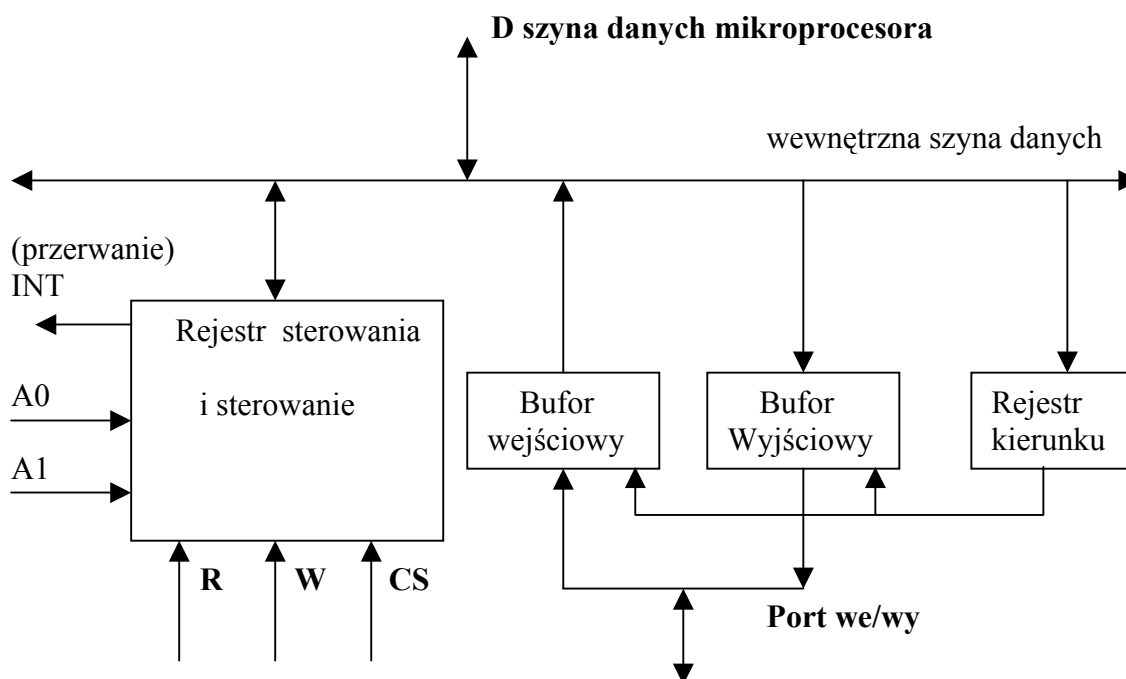 D szyna danych mikroprocesora
wewnętrzna szyna danych
(przerwanie)
INT
Rejestr sterowania
i sterowanie
A0
A1
Bufor
wejściowy
Bufor
Wyjściowy
Rejestr
kierunku
R
W
CS
Port we/wy